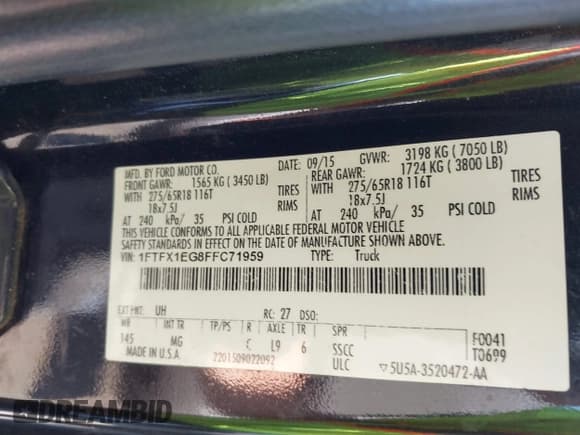 MFD. BY FORD MOTOR CO. DATE: 09/15 GVWR: 3198 KG ( 7050 LB)
FRONT GAWR: 1565 KG ( 3450 LB) REAR GAWR: 1724 KG ( 3800 LB)
WITH 275/65R18 116T TIRES WITH 275/65R18 116T TIRES
18x7.5J RIMS 18x7.5J RIMS
AT 240 kPa/ 35 PSI COLD AT 240 kPa/ 35 PSI COLD
THIS VEHICLE CONFORMS TO ALL APPLICABLE FEDERAL MOTOR VEHICLE
SAFETY STANDARDS IN EFFECT ON THE DATE OF MANUFACTURE SHOWN ABOVE.
VIN: 1FTFX1EG8FFC71959 TYPE: Truck
EXT PNT: UH RC: 27 DSO:
WB INT TR TP/PS R AXLE TR SPR
145 MG C L9 6 SSCC F0041
MADE IN U.S.A. 2201509022092 ULC T0699
▽5U5A-3520472-AA
DREAMBID